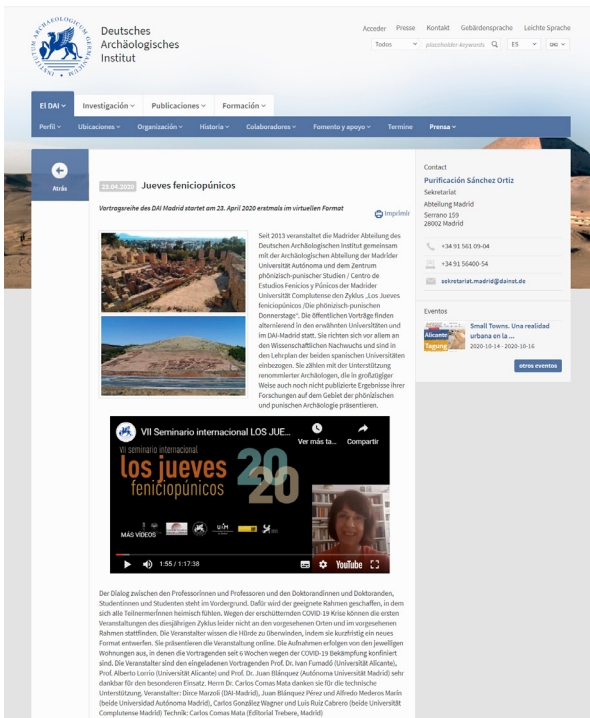 Acceder Presse Kontakt Gebärdensprache Leichte Sprache
Todos placeholder-keywords ES
INSTITUTUM ARCHAEOLOGICUM GERMANICUM
Deutsches
Archäologisches
Institut
El DAI Investigación Publicaciones Formación
Perfil Ubicaciones Organización Historia Colaboradores Fomento y apoyo Termine Prensa
Atrás
23.04.2020 Jueves feniciopúnicos
Vortragsreihe des DAI Madrid startet am 23. April 2020 erstmals im virtuellen Format
Imprimir
Seit 2013 veranstaltet die Madrider Abteilung des
Deutschen Archäologischen Institut gemeinsam
mit der Archäologischen Abteilung der Madrider
Universität Autónoma und dem Zentrum
phönizisch-punischer Studien / Centro de
Estudios Fenicios y Púnicos der Madrider
Universität Complutense den Zyklus „Los Jueves
feniciopúnicos /Die phönizisch-punischen
Donnerstage“. Die öffentlichen Vorträge finden
alternierend in den erwähnten Universitäten und
im DAI-Madrid statt. Sie richten sich vor allem an
den Wissenschaftlichen Nachwuchs und sind in
den Lehrplan der beiden spanischen Universitäten
einbezogen. Sie zählen mit der Unterstützung
renommierter Archäologen, die in großzügiger
Weise auch noch nicht publizierte Ergebnisse ihrer
Forschungen auf dem Gebiet der phönizischen
und punischen Archäologie präsentieren.
VII Seminario internacional LOS JUE...
Ver más ta... Compartir
VII seminario internacional
los jueves
feniciopúnicos
2020
MÁS VÍDEOS
1:55 / 1:17:38
YouTube
Der Dialog zwischen den Professorinnen und Professoren und den Doktorandinnen und Doktoranden,
Studentinnen und Studenten steht im Vordergrund. Dafür wird der geeignete Rahmen geschaffen, in dem
sich alle TeilnermerInnen heimisch fühlen. Wegen der erschütternden COVID-19 Krise können die ersten
Veranstaltungen des diesjährigen Zyklus leider nicht an den vorgesehenen Orten und im vorgesehenen
Rahmen stattfinden. Die Veranstalter wissen die Hürde zu überwinden, indem sie kurzfristig ein neues
Format entwerfen. Sie präsentieren die Veranstaltung online. Die Aufnahmen erfolgen von den jeweiligen
Wohnungen aus, in denen die Vortragenden seit 6 Wochen wegen der COVID-19 Bekämpfung konfiniert
sind. Die Veranstalter sind den eingeladenen Vortragenden Prof. Dr. Ivan Fumadó (Universität Alicante),
Prof. Alberto Lorrio (Universität Alicante) und Prof. Dr. Juan Blánquez (Autónoma Universität Madrid) sehr
dankbar für den besonderen Einsatz. Herrn Dr. Carlos Comas Mata danken sie für die technische
Unterstützung. Veranstalter: Dirce Marzoli (DAI-Madrid), Juan Blánquez Pérez und Alfredo Mederos Marín
(beide Universidad Autónoma Madrid), Carlos González Wagner und Luis Ruiz Cabrero (beide Universität
Complutense Madrid) Technik: Carlos Comas Mata (Editorial Trebere, Madrid)
Contact
Purificación Sánchez Ortiz
Sekretariat
Abteilung Madrid
Serrano 159
28002 Madrid
+34 91 561 09-04
+34 91 56400-54
sekretariat.madrid@dainst.de
Eventos
Alicante
Tagung
Small Towns. Una realidad
urbana en la ...
2020-10-14 - 2020-10-16
otros eventos